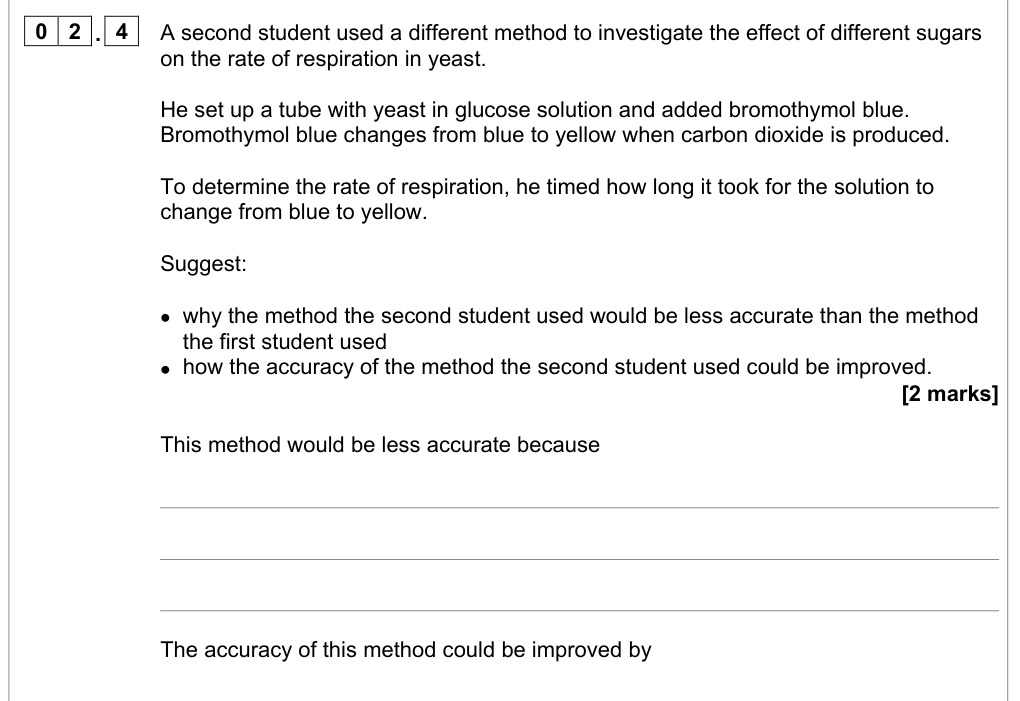 02.4 A second student used a different method to investigate the effect of different sugars
on the rate of respiration in yeast.
He set up a tube with yeast in glucose solution and added bromothymol blue.
Bromothymol blue changes from blue to yellow when carbon dioxide is produced.
To determine the rate of respiration, he timed how long it took for the solution to
change from blue to yellow.
Suggest:
• why the method the second student used would be less accurate than the method
the first student used
• how the accuracy of the method the second student used could be improved.
[2 marks]
This method would be less accurate because
The accuracy of this method could be improved by